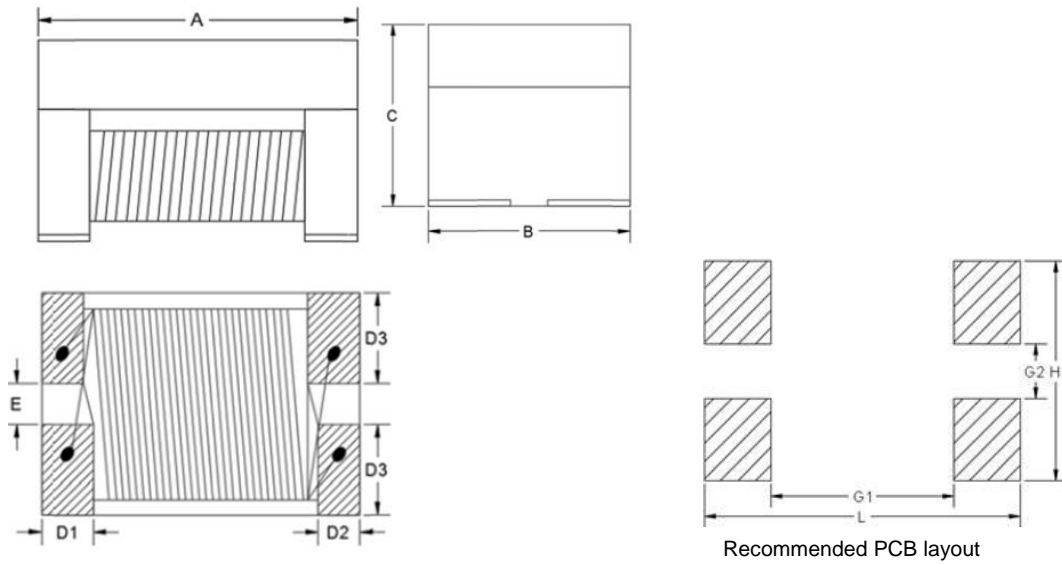 A
C
B
D3
E
D3
D1
D2
G2
H
G1
L
Recommended PCB layout